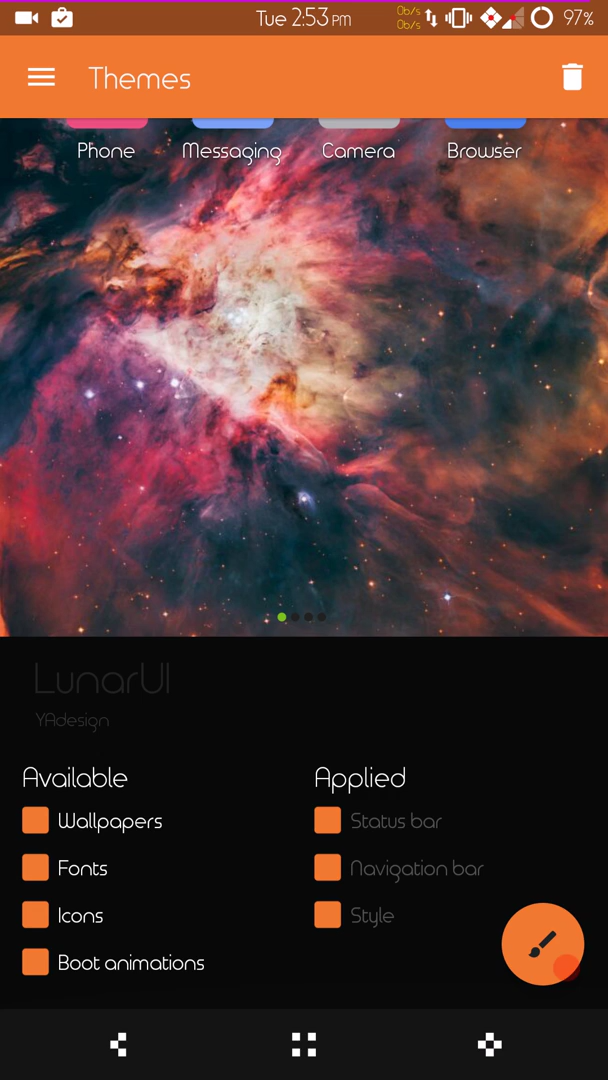 Tue 2:53 PM
0b/s
0b/s
97%
Themes
Phone Messaging Camera Browser
LunarUI
YAdesign
Available Applied
Wallpapers Status bar
Fonts Navigation bar
Icons Style
Boot animations